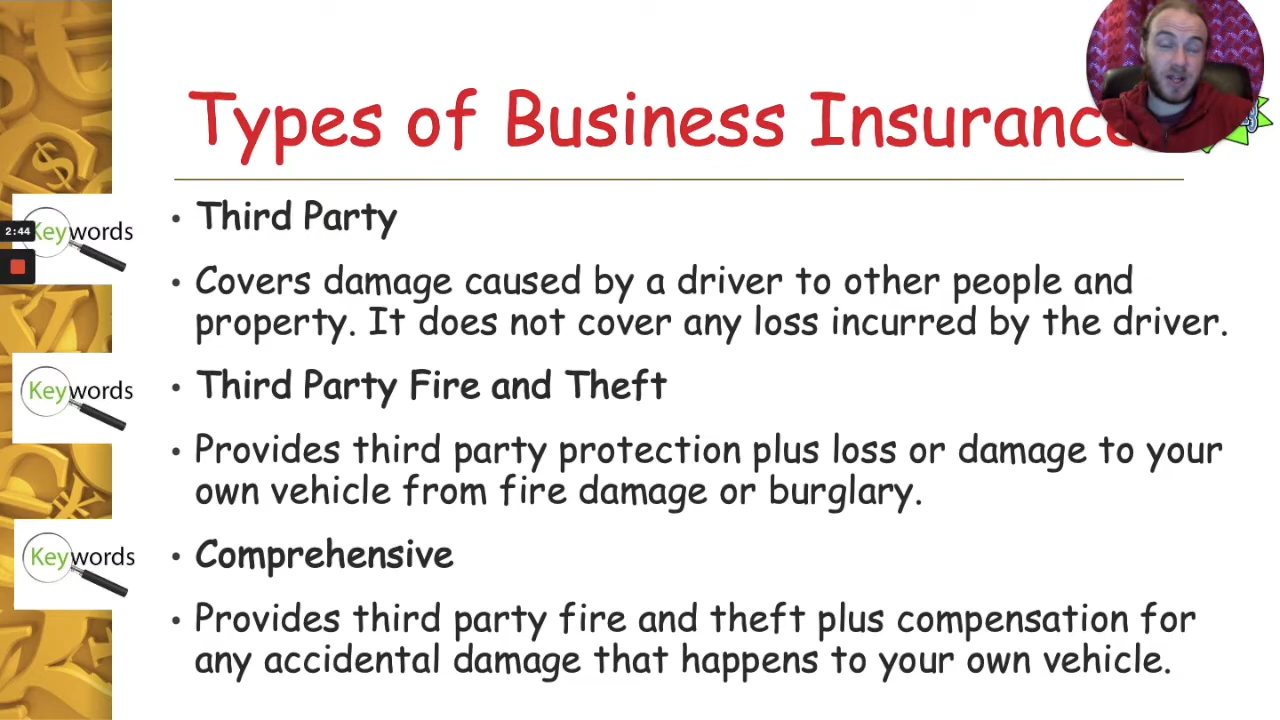 Types of Business Insurance
• Third Party
• Covers damage caused by a driver to other people and
property. It does not cover any loss incurred by the driver.
• Third Party Fire and Theft
• Provides third party protection plus loss or damage to your
own vehicle from fire damage or burglary.
• Comprehensive
• Provides third party fire and theft plus compensation for
any accidental damage that happens to your own vehicle.
Keywords
2:44
Keywords
Keywords